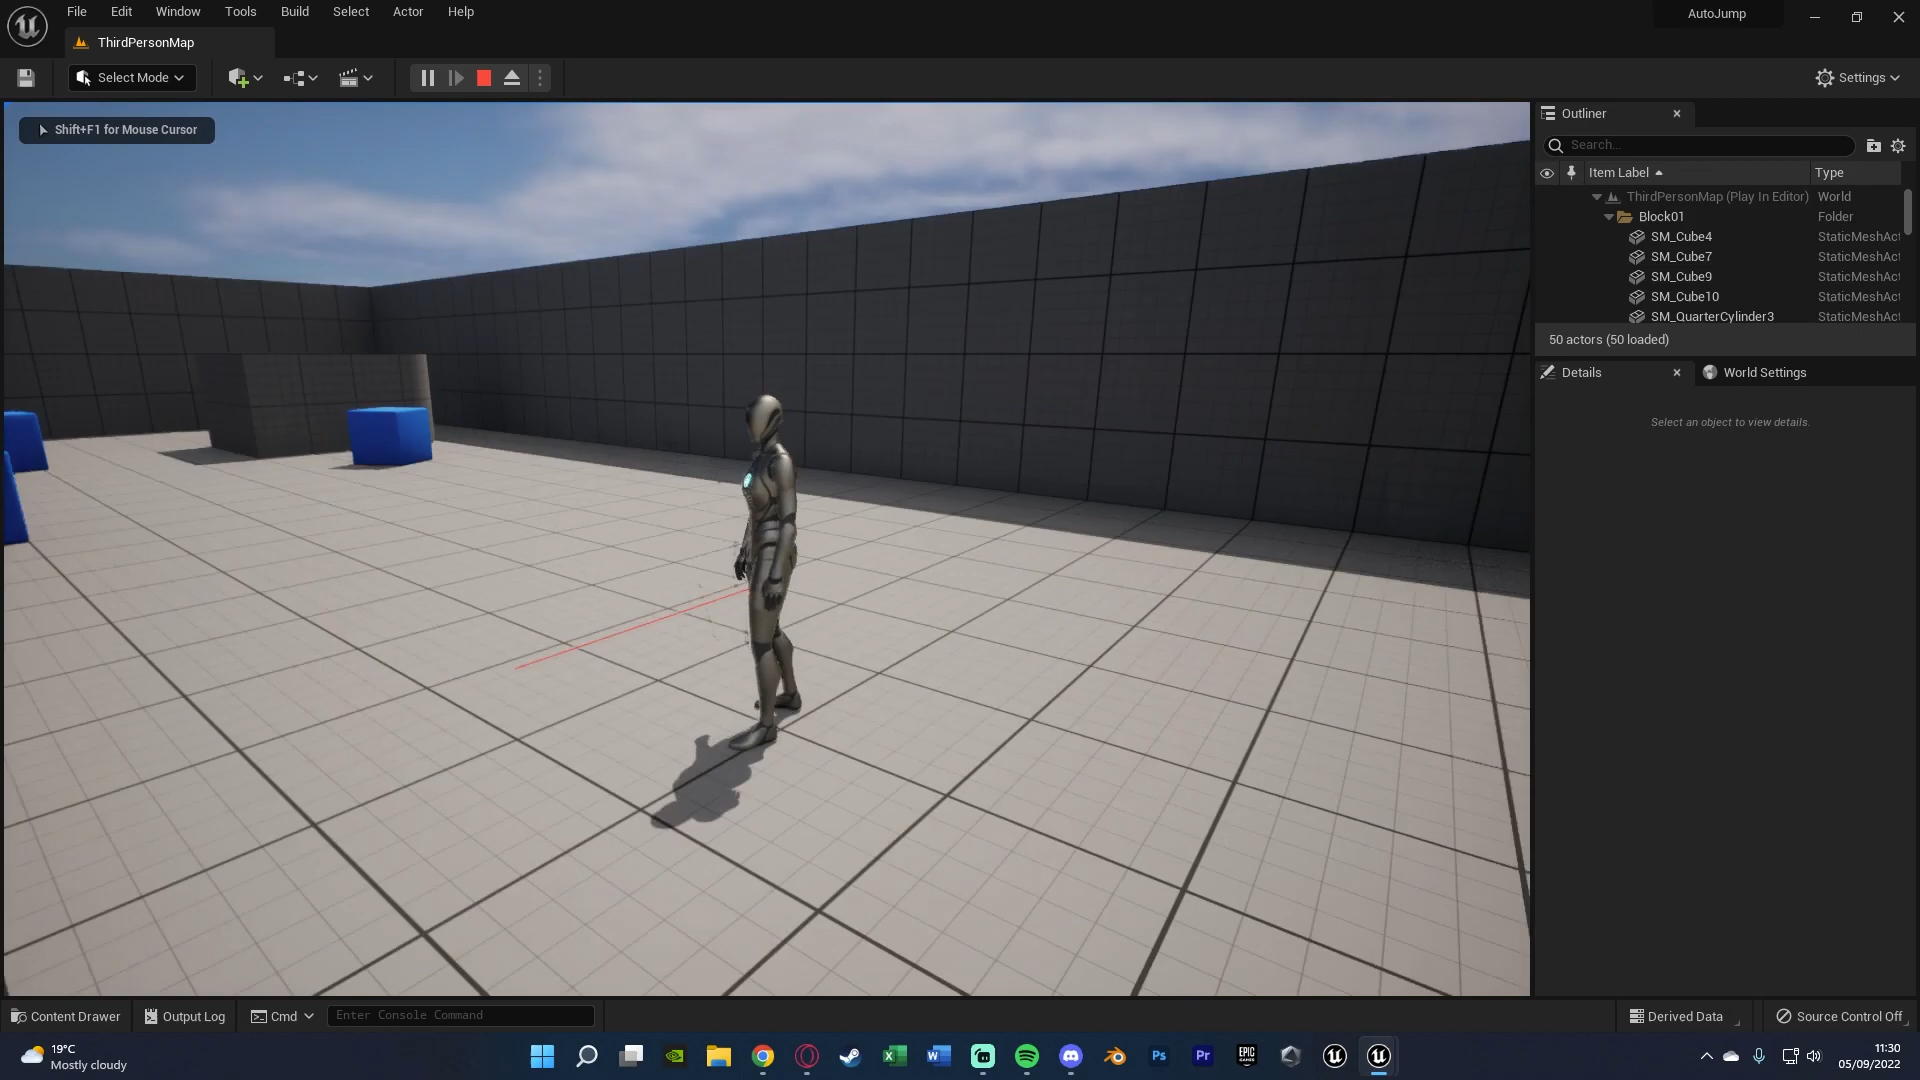 File Edit Window Tools Build Select Actor Help
AutoJump
ThirdPersonMap
Select Mode
Settings
Shift+F1 for Mouse Cursor
Outliner
Search...
Item Label Type
ThirdPersonMap (Play In Editor) World
Block01 Folder
SM_Cube4 StaticMeshAct
SM_Cube7 StaticMeshAct
SM_Cube9 StaticMeshAct
SM_Cube10 StaticMeshAct
SM_QuarterCylinder3 StaticMeshAct
50 actors (50 loaded)
Details World Settings
Select an object to view details.
Content Drawer Output Log Cmd Enter Console Command Derived Data Source Control Off
19°C
Mostly cloudy
Ps Pr EPIC GAMES
11:30
05/09/2022